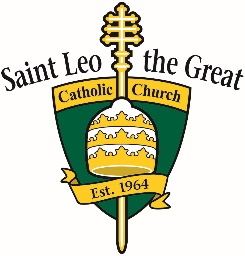 Saint Leo the Great
Catholic Church
Est. 1964